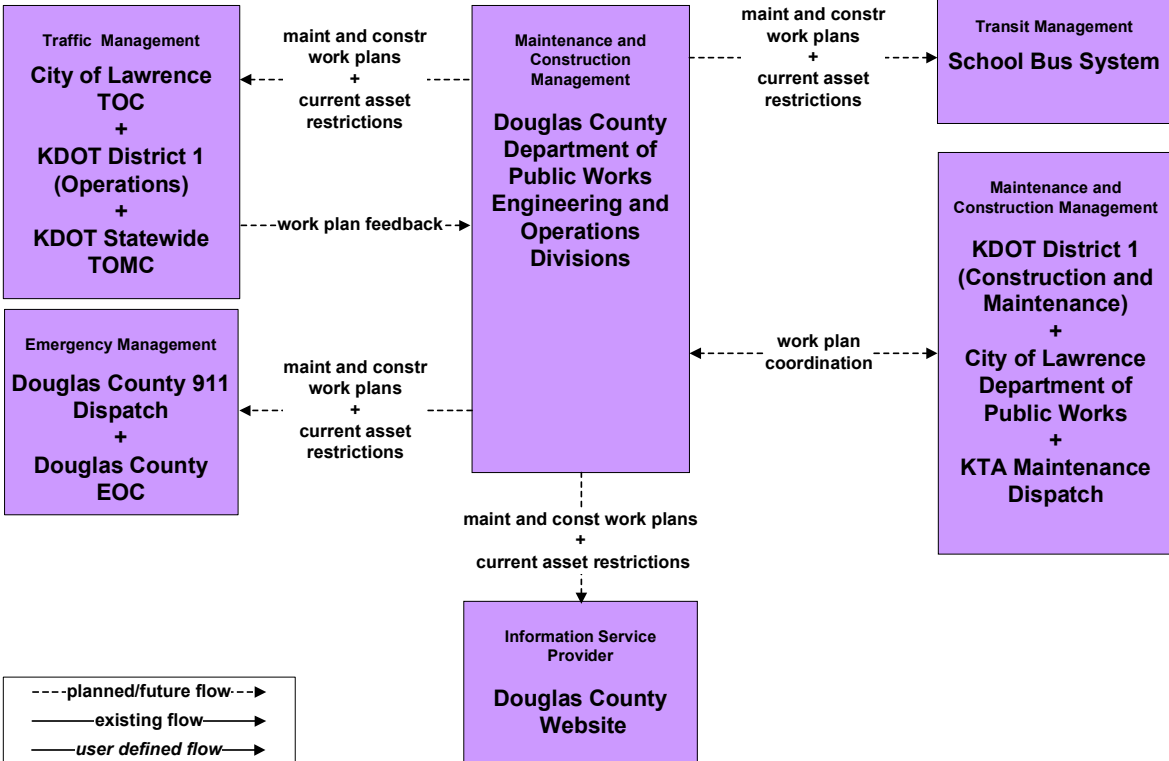 Traffic Management
City of Lawrence
TOC
+
KDOT District 1
(Operations)
+
KDOT Statewide
TOMC
maint and constr
work plans
+
current asset
restrictions
work plan feedback
Maintenance and
Construction
Management
Douglas County
Department of
Public Works
Engineering and
Operations
Divisions
maint and constr
work plans
+
current asset
restrictions
Transit Management
School Bus System
Maintenance and
Construction Management
KDOT District 1
(Construction and
Maintenance)
+
City of Lawrence
Department of
Public Works
+
KTA Maintenance
Dispatch
work plan
coordination
Emergency Management
Douglas County 911
Dispatch
+
Douglas County
EOC
maint and constr
work plans
+
current asset
restrictions
maint and const work plans
+
current asset restrictions
Information Service
Provider
Douglas County
Website
planned/future flow
existing flow
user defined flow